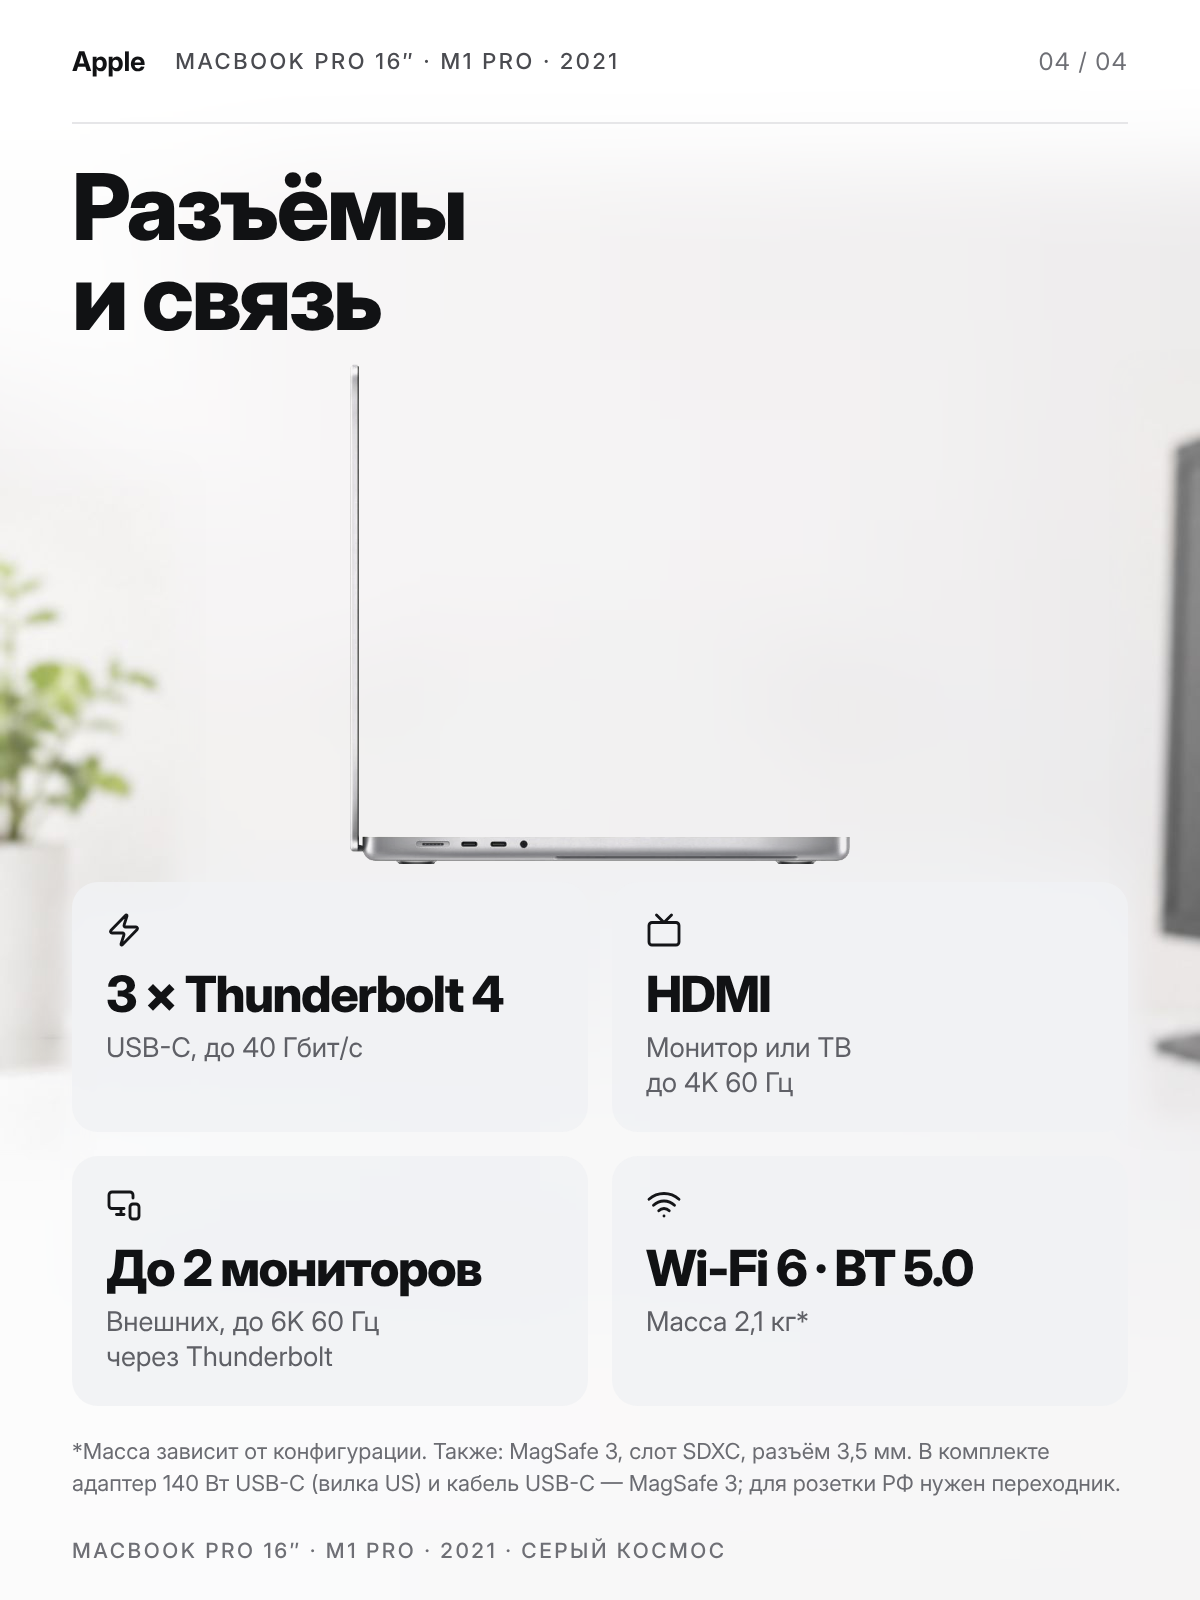 Apple MACBOOK PRO 16″ · M1 PRO · 2021 04 / 04
Разъёмы
и связь
3 × Thunderbolt 4
USB-C, до 40 Гбит/с
HDMI
Монитор или ТВ
до 4K 60 Гц
До 2 мониторов
Внешних, до 6K 60 Гц
через Thunderbolt
Wi-Fi 6 · BT 5.0
Масса 2,1 кг*
*Масса зависит от конфигурации. Также: MagSafe 3, слот SDXC, разъём 3,5 мм. В комплекте
адаптер 140 Вт USB-C (вилка US) и кабель USB-C — MagSafe 3; для розетки РФ нужен переходник.
MACBOOK PRO 16″ · M1 PRO · 2021 · СЕРЫЙ КОСМОС